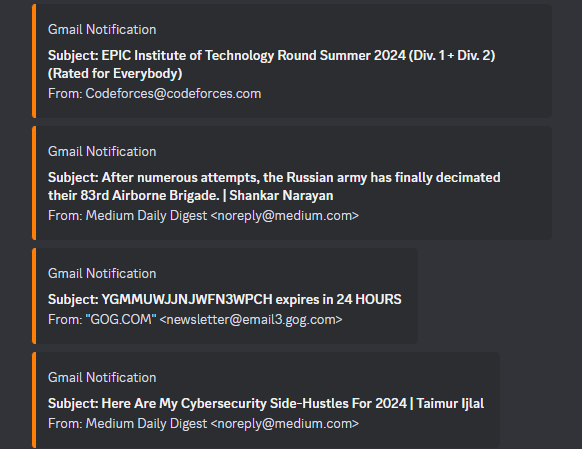 Gmail Notification
Subject: EPIC Institute of Technology Round Summer 2024 (Div. 1 + Div. 2)
(Rated for Everybody)
From: Codeforces@codeforces.com
Gmail Notification
Subject: After numerous attempts, the Russian army has finally decimated
their 83rd Airborne Brigade. | Shankar Narayan
From: Medium Daily Digest <noreply@medium.com>
Gmail Notification
Subject: YGMMUWJJNJWFN3WPCH expires in 24 HOURS
From: "GOG.COM" <newsletter@email3.gog.com>
Gmail Notification
Subject: Here Are My Cybersecurity Side-Hustles For 2024 | Taimur Ijlal
From: Medium Daily Digest <noreply@medium.com>